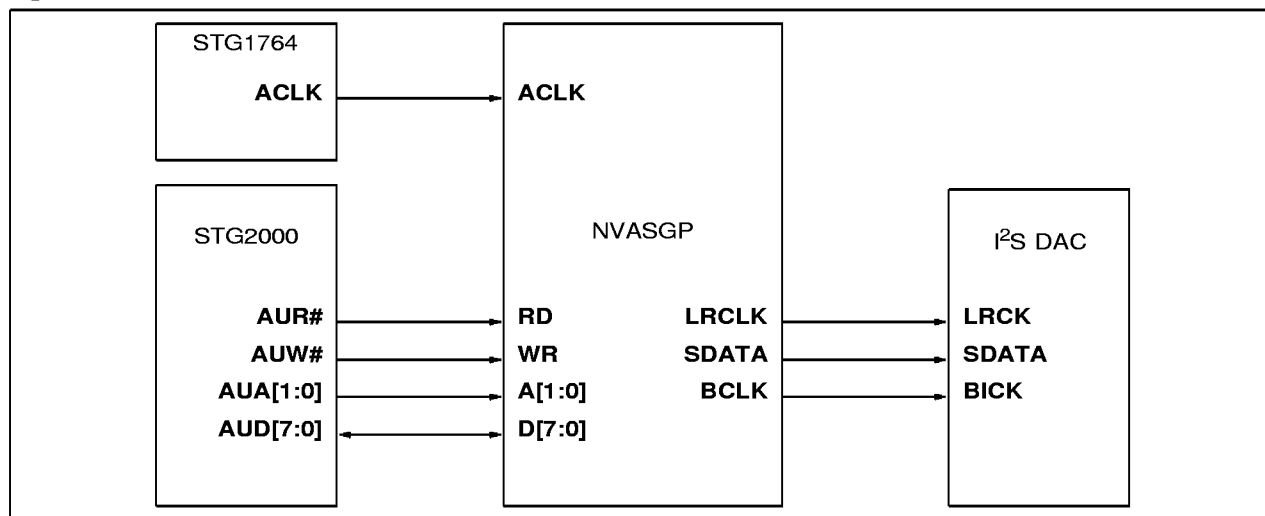 STG1764
ACLK
ACLK
STG2000
NVASGP
I²S DAC
AUR#
RD
LRCLK
LRCK
AUW#
WR
SDATA
SDATA
AUA[1:0]
A[1:0]
BCLK
BICK
AUD[7:0]
D[7:0]